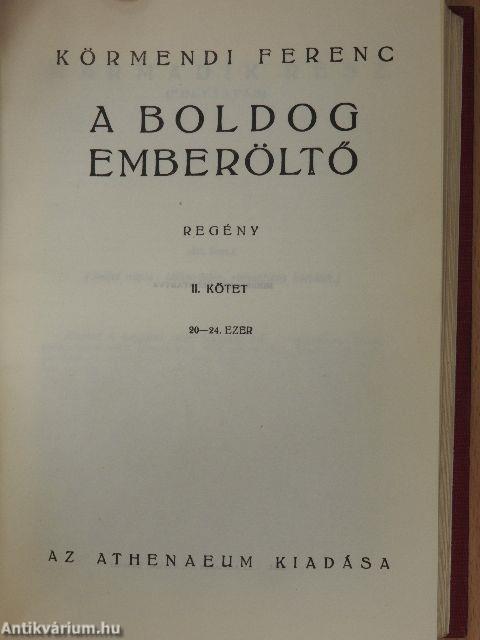 KÖRMENDI FERENC
A BOLDOG
EMBERÖLTŐ
REGÉNY
II. KÖTET
20—24. EZER
AZ ATHENAEUM KIADÁSA
Antikvárium.hu